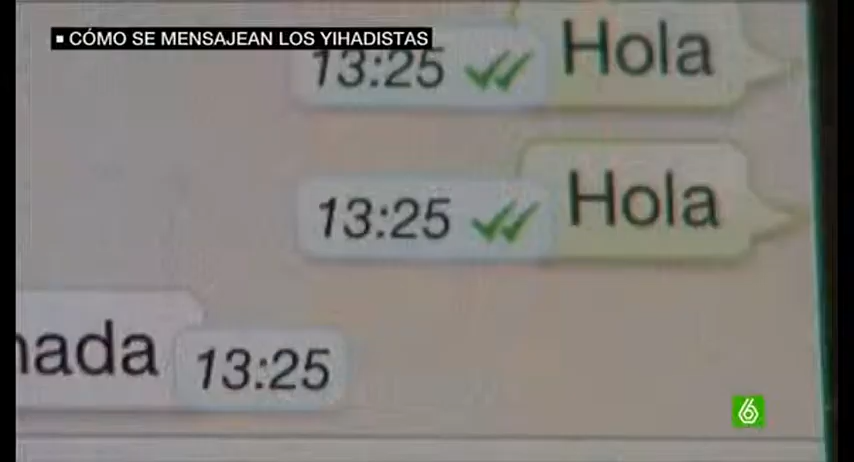 CÓMO SE MENSAJEAN LOS YIHADISTAS
13:25 Hola
13:25 Hola
nada 13:25
6